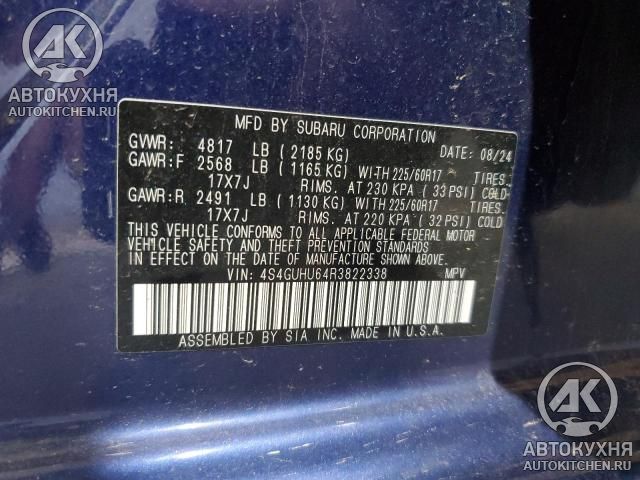 АК
АВТОКУХНЯ
AUTOKITCHEN.RU
MFD BY SUBARU CORPORATION
GVWR: 4817 LB (2185 KG) DATE: 08/24
GAWR:F 2568 LB (1165 KG) WITH 225/60R17 TIRES,
17X7J RIMS. AT 230 KPA (33 PSI) COLD
GAWR:R 2491 LB (1130 KG) WITH 225/60R17 TIRES,
17X7J RIMS. AT 220 KPA (32 PSI) COLD
THIS VEHICLE CONFORMS TO ALL APPLICABLE FEDERAL MOTOR
VEHICLE SAFETY AND THEFT PREVENTION STANDARDS
IN EFFECT ON THE DATE OF MANUFACTURE SHOWN ABOVE.
VIN: 4S4GUHU64R3822338 MPV
ASSEMBLED BY SIA INC. MADE IN U.S.A.
АК
АВТОКУХНЯ
AUTOKITCHEN.RU